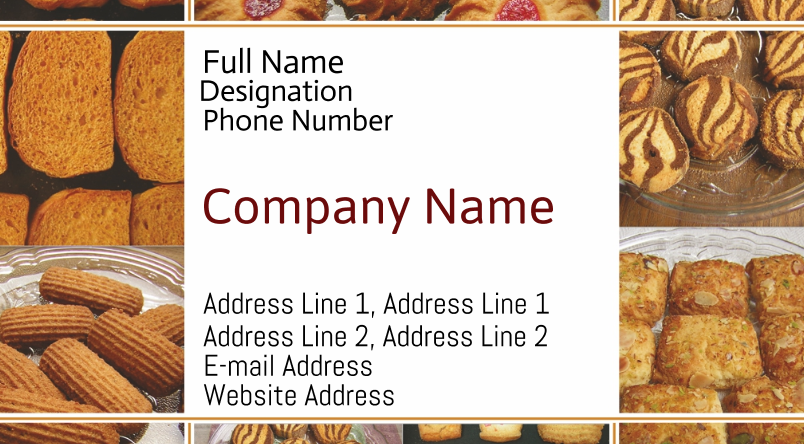 Full Name
Designation
Phone Number
Company Name
Address Line 1, Address Line 1
Address Line 2, Address Line 2
E-mail Address
Website Address